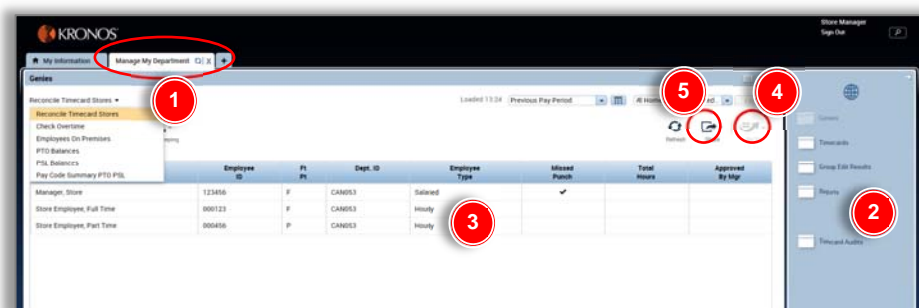 KRONOS
Store Manager
Sign Out
My Information
Manage My Department
Genies
Reconcile Timecard Stores
Loaded 13:24
Previous Pay Period
All Home
1
5
4
Reconcile Timecard Stores
Check Overtime
Employees On Premises
PTO Balances
PSL Balances
Pay Code Summary PTO PSL
Refresh
Share
Timecards
Group Edit Results
Reports
2
Timecard Audits
Employee ID
Ft Pt
Dept. ID
Employee Type
Missed Punch
Total Hours
Approved By Mgr
Manager, Store 123456 F CAN053 Salaried
Store Employee, Full Time 000123 F CAN053 Hourly
3
Store Employee, Part Time 000456 P CAN053 Hourly